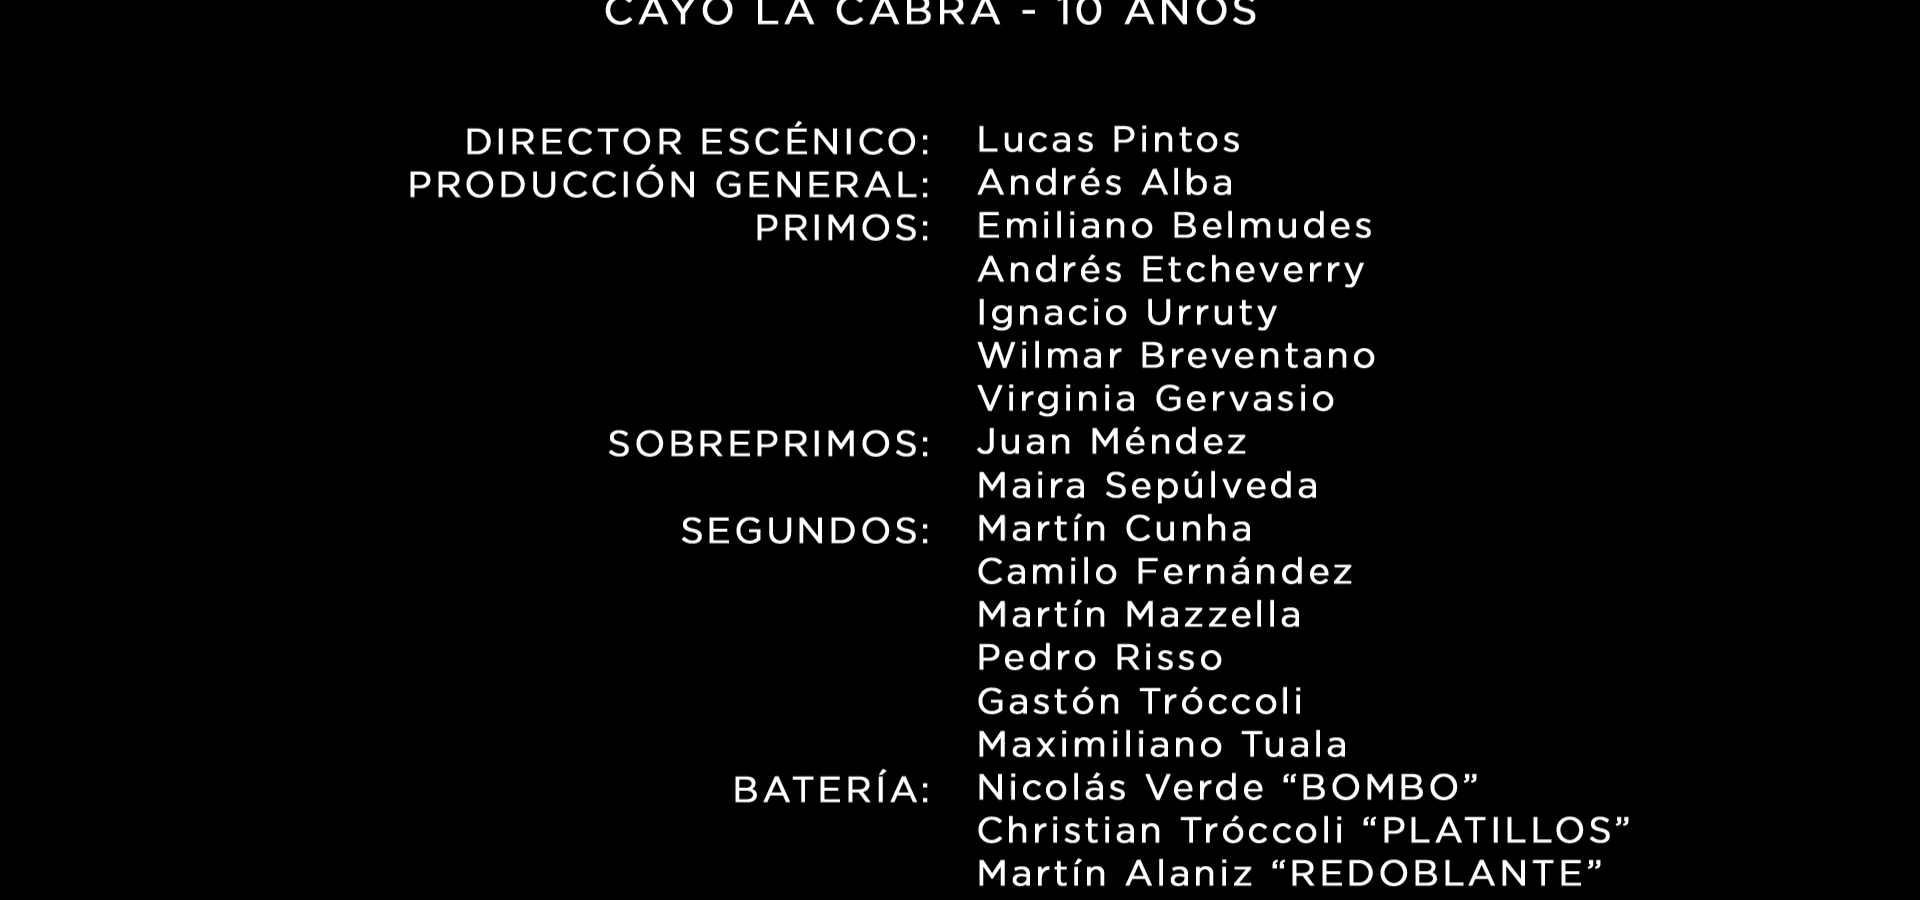 CAYÓ LA CABRA - 10 AÑOS
DIRECTOR ESCÉNICO: Lucas Pintos
PRODUCCIÓN GENERAL: Andrés Alba
PRIMOS: Emiliano Belmudes
Andrés Etcheverry
Ignacio Urruty
Wilmar Breventano
Virginia Gervasio
SOBREPRIMOS: Juan Méndez
Maira Sepúlveda
SEGUNDOS: Martín Cunha
Camilo Fernández
Martín Mazzella
Pedro Risso
Gastón Tróccoli
Maximiliano Tuala
BATERÍA: Nicolás Verde “BOMBO”
Christian Tróccoli “PLATILLOS”
Martín Alaniz “REDOBLANTE”